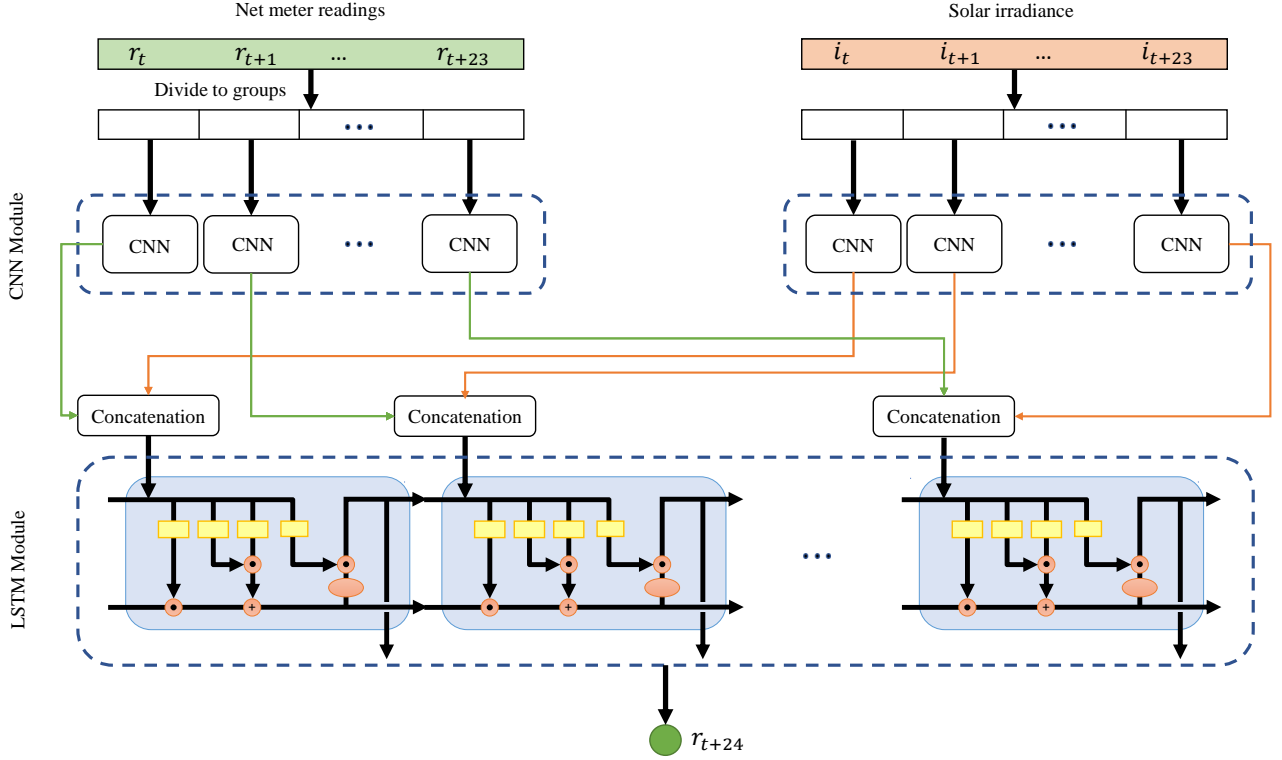 Net meter readings
Solar irradiance
r_t r_{t+1} ... r_{t+23}
i_t i_{t+1} ... i_{t+23}
Divide to groups
CNN Module
CNN CNN CNN
CNN CNN CNN
Concatenation
Concatenation
Concatenation
LSTM Module
r_{t+24}